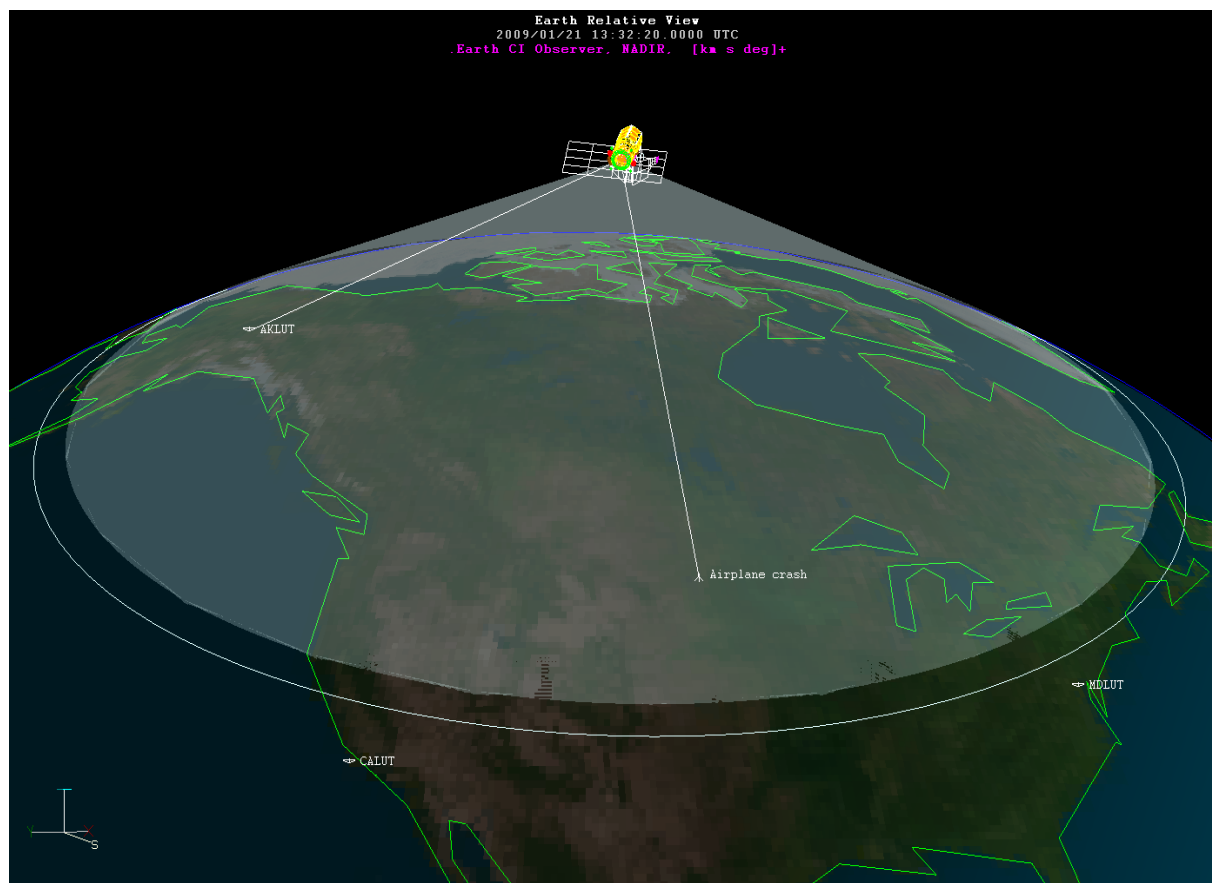 Earth Relative View
2009/01/21 13:32:20.0000 UTC
.Earth CI Observer, NADIR, [km s deg]+
AKLUT
Airplane crash
MDLUT
CALUT
Y X
S